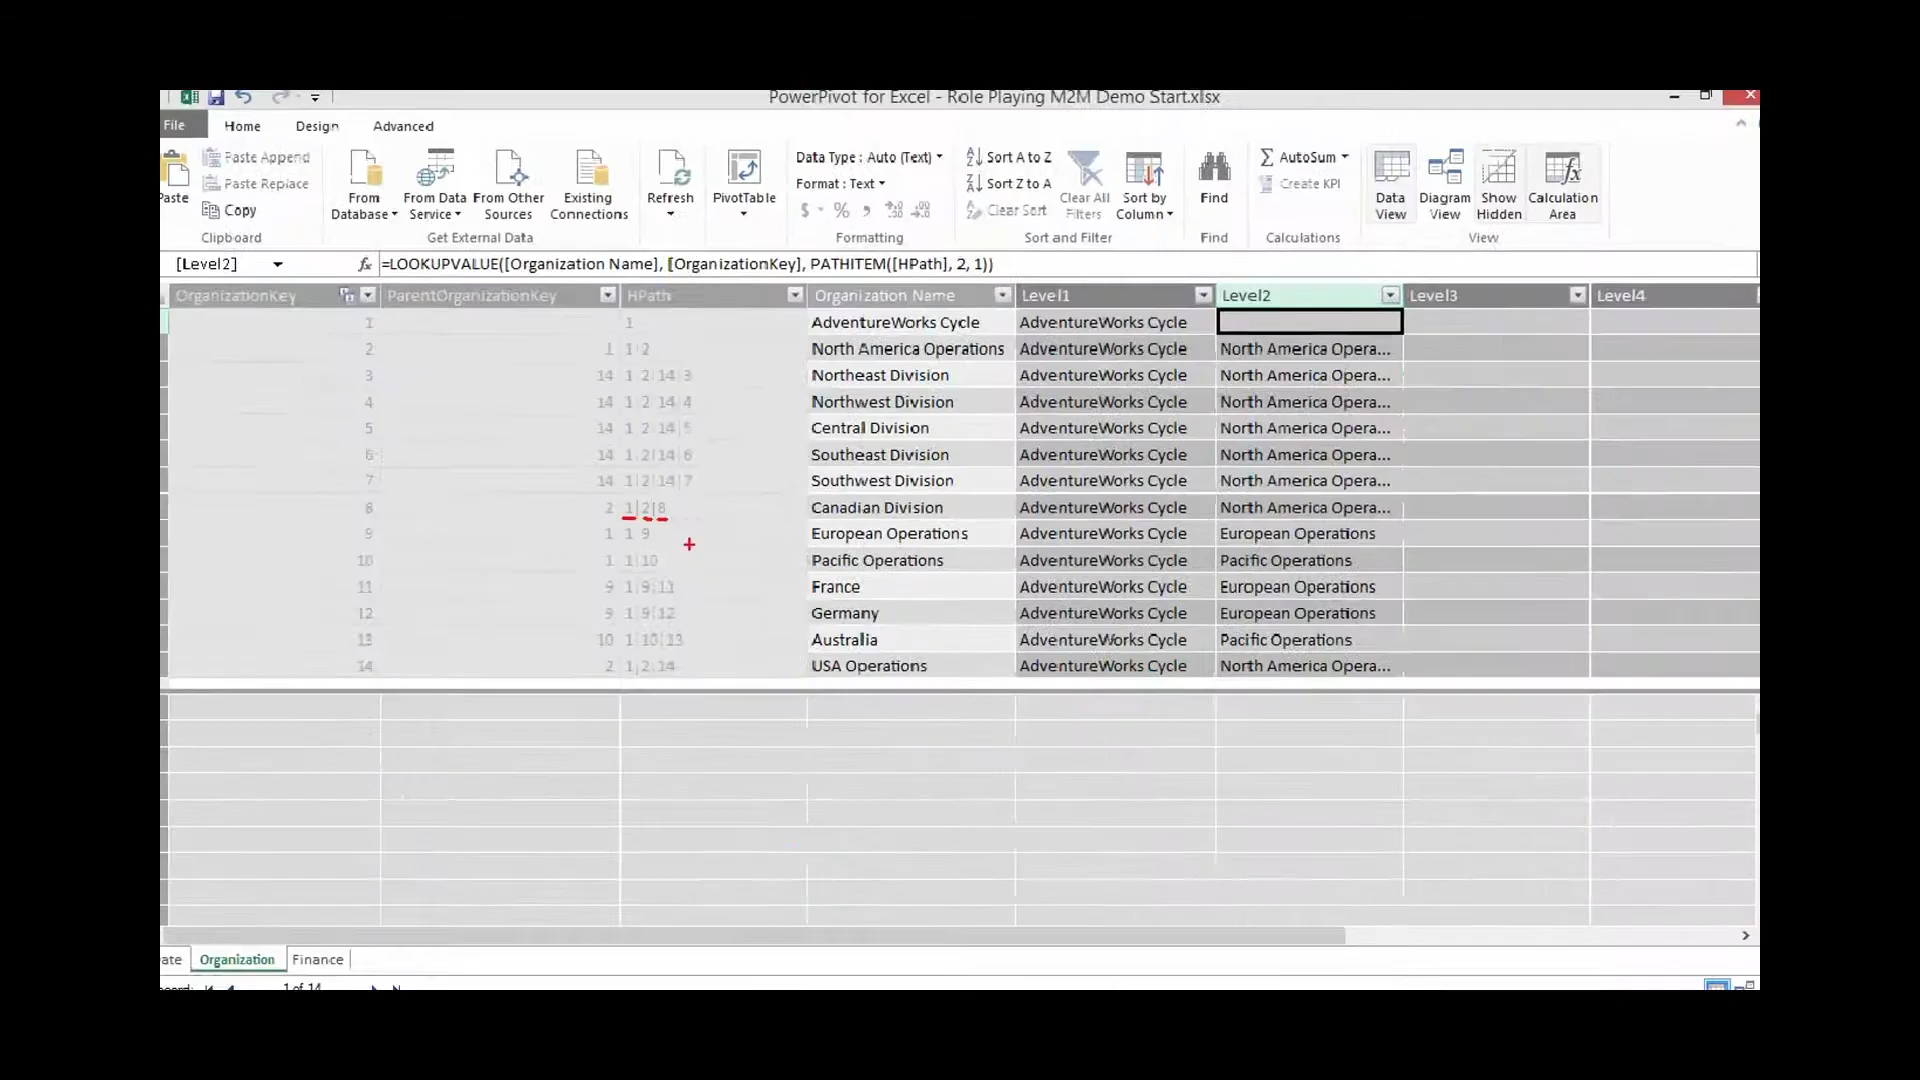 PowerPivot for Excel - Role Playing M2M Demo Start.xlsx
File Home Design Advanced
Paste Append
Paste Replace
Copy
Clipboard
From Database
From Data Service
From Other Sources
Existing Connections
Get External Data
Refresh
PivotTable
Data Type : Auto (Text)
Format : Text
$ % ,
Formatting
Sort A to Z
Sort Z to A
Clear Sort
Clear All Filters
Sort by Column
Sort and Filter
Find
Find
AutoSum
Create KPI
Calculations
Data View
Diagram View
Show Hidden
Calculation Area
View
[Level2] fx =LOOKUPVALUE([Organization Name], [OrganizationKey], PATHITEM([HPath], 2, 1))
OrganizationKey ParentOrganizationKey HPath Organization Name Level1 Level2 Level3 Level4
1 1 AdventureWorks Cycle AdventureWorks Cycle
2 1 1|2 North America Operations AdventureWorks Cycle North America Opera...
3 14 1|2|14|3 Northeast Division AdventureWorks Cycle North America Opera...
4 14 1|2|14|4 Northwest Division AdventureWorks Cycle North America Opera...
5 14 1|2|14|5 Central Division AdventureWorks Cycle North America Opera...
6 14 1|2|14|6 Southeast Division AdventureWorks Cycle North America Opera...
7 14 1|2|14|7 Southwest Division AdventureWorks Cycle North America Opera...
8 2 1|2|8 Canadian Division AdventureWorks Cycle North America Opera...
9 1 1|9 European Operations AdventureWorks Cycle European Operations
10 1 1|10 Pacific Operations AdventureWorks Cycle Pacific Operations
11 9 1|9|11 France AdventureWorks Cycle European Operations
12 9 1|9|12 Germany AdventureWorks Cycle European Operations
13 10 1|10|13 Australia AdventureWorks Cycle Pacific Operations
14 2 1|2|14 USA Operations AdventureWorks Cycle North America Opera...
Organization Finance
1 of 14